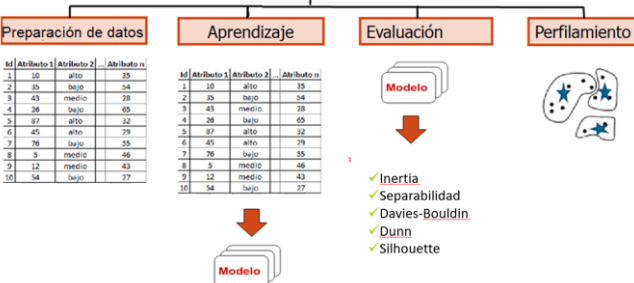 Preparación de datos
Aprendizaje
Evaluación
Perfilamiento
Id Atributo 1 Atributo 2 ... Atributo n
1 10 alto 35
2 35 bajo 54
3 43 medio 28
4 26 bajo 65
5 87 alto 32
6 45 alto 29
7 76 bajo 55
8 5 medio 46
9 12 medio 43
10 54 bajo 27
Id Atributo 1 Atributo 2 ... Atributo n
1 10 alto 35
2 35 bajo 54
3 43 medio 28
4 26 bajo 65
5 87 alto 32
6 45 alto 29
7 76 bajo 55
8 5 medio 46
9 12 medio 43
10 54 bajo 27
Modelo
Modelo
✓Inertia
✓Separabilidad
✓Davies-Bouldin
✓Dunn
✓Silhouette